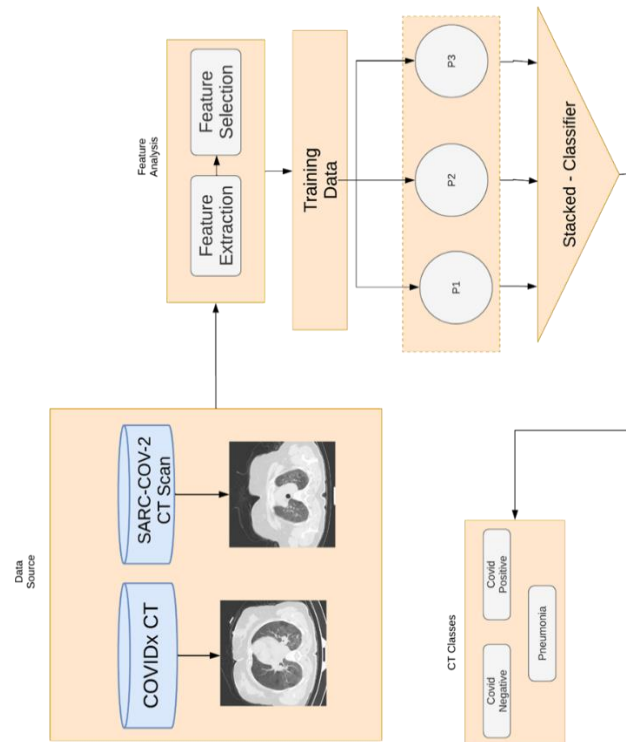 Data
Source
COVIDx CT
SARC-COV-2
CT Scan
Feature
Analysis
Feature
Extraction
Feature
Selection
Training
Data
P1
P2
P3
Stacked - Classifier
CT Classes
Covid
Negative
Covid
Positive
Pneumonia